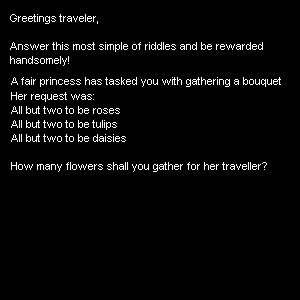 Greetings traveler,
Answer this most simple of riddles and be rewarded
handsomely!
A fair princess has tasked you with gathering a bouquet
Her request was:
All but two to be roses
All but two to be tulips
All but two to be daisies
How many flowers shall you gather for her traveller?